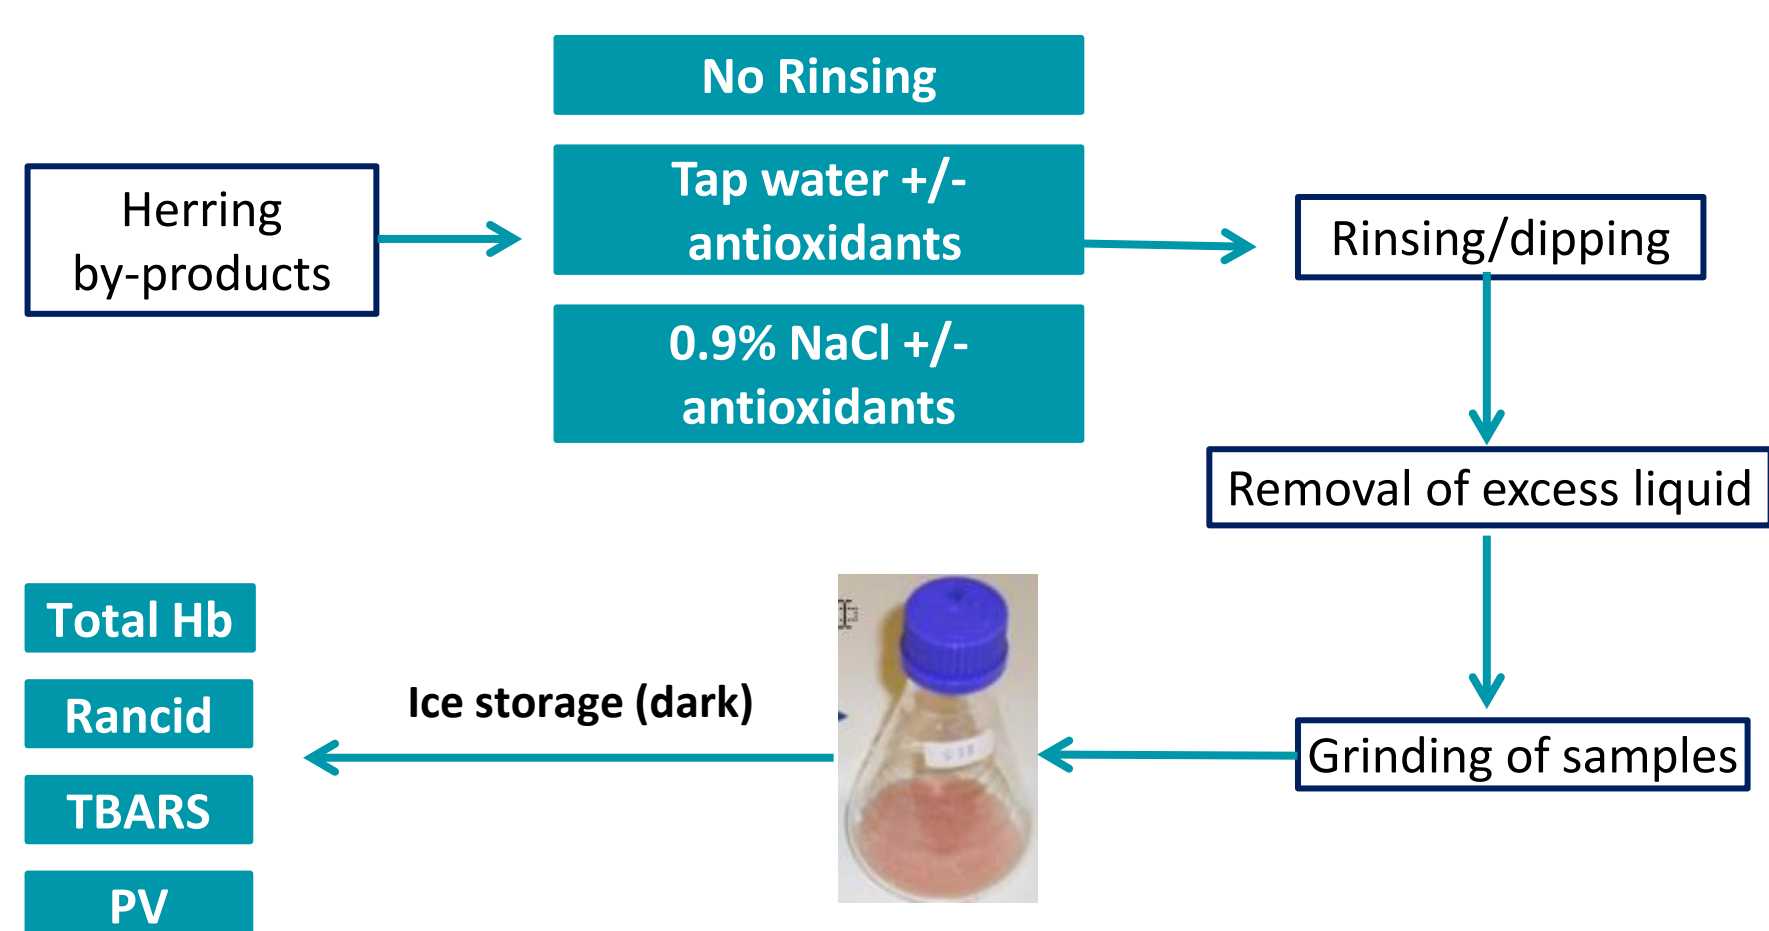 No Rinsing
Herring
by-products
Tap water +/-
antioxidants
0.9% NaCl +/-
antioxidants
Rinsing/dipping
Removal of excess liquid
Grinding of samples
Ice storage (dark)
Total Hb
Rancid
TBARS
PV